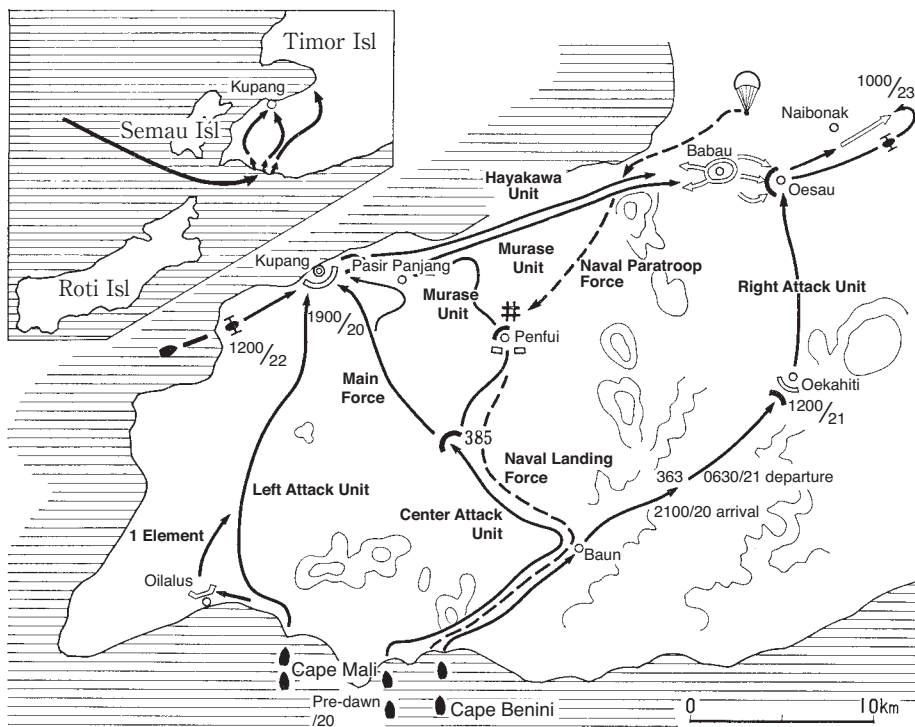 Timor Isl
Kupang
Semau Isl
Roti Isl
1000/23
Naibonak
Babau
Oesau
Hayakawa
Unit
Kupang
Pasir Panjang
Murase
Unit
Naval Paratroop
Force
Murase
Unit
Right Attack Unit
1900/20
1200/22
Penfui
Main
Force
Oekahiti
1200/21
385
Naval Landing
Force
363
0630/21 departure
Left Attack Unit
Center Attack
Unit
2100/20 arrival
1 Element
Baun
Oilalus
Cape Mali
Pre-dawn
/20
Cape Benini
0
10km